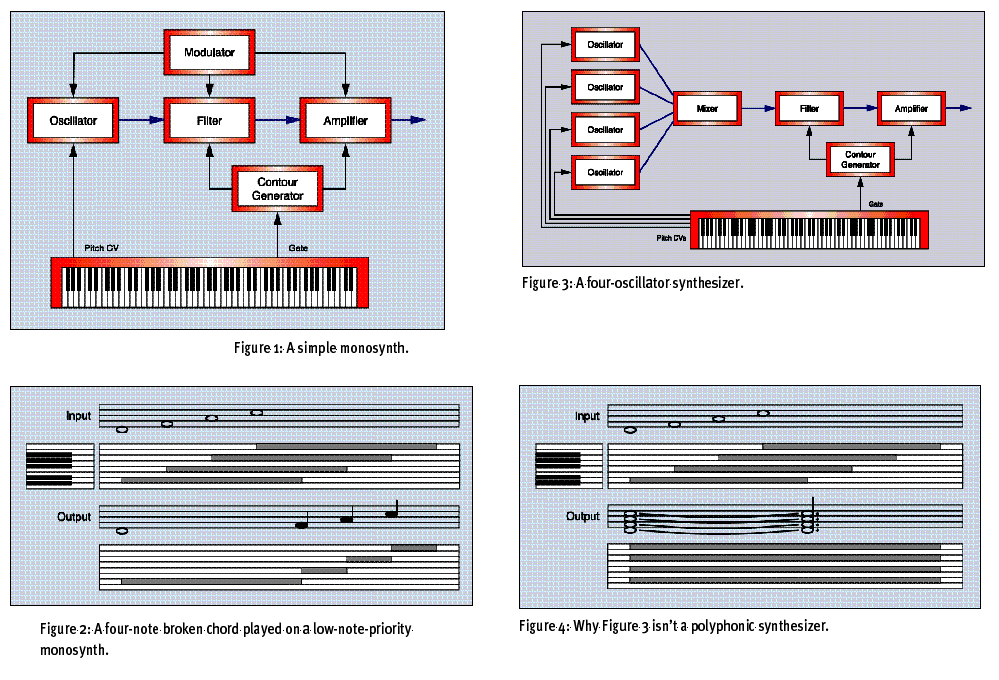 Modulator
Oscillator
Filter
Amplifier
Contour
Generator
Pitch CV
Gate
Figure 1: A simple monosynth.
Input
Output
Figure 2: A four-note broken chord played on a low-note-priority
monosynth.
Oscillator
Oscillator
Oscillator
Oscillator
Mixer
Filter
Amplifier
Contour
Generator
Gate
Pitch CVs
Figure 3: A four-oscillator synthesizer.
Input
Output
Figure 4: Why Figure 3 isn't a polyphonic synthesizer.